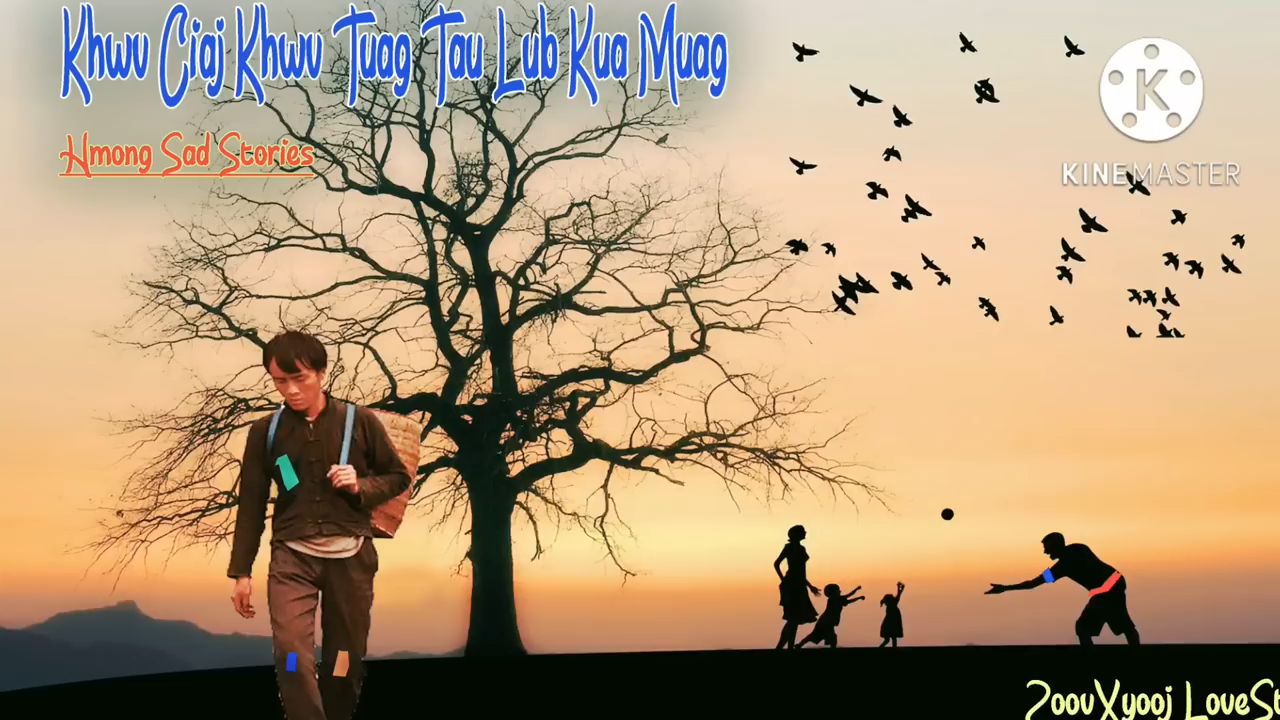 Khwv Ciaj Khwv Tuag Tau Lub Kua Muag
Hmong Sad Stories
K
KINEMASTER
ZoovXyooj LoveSt